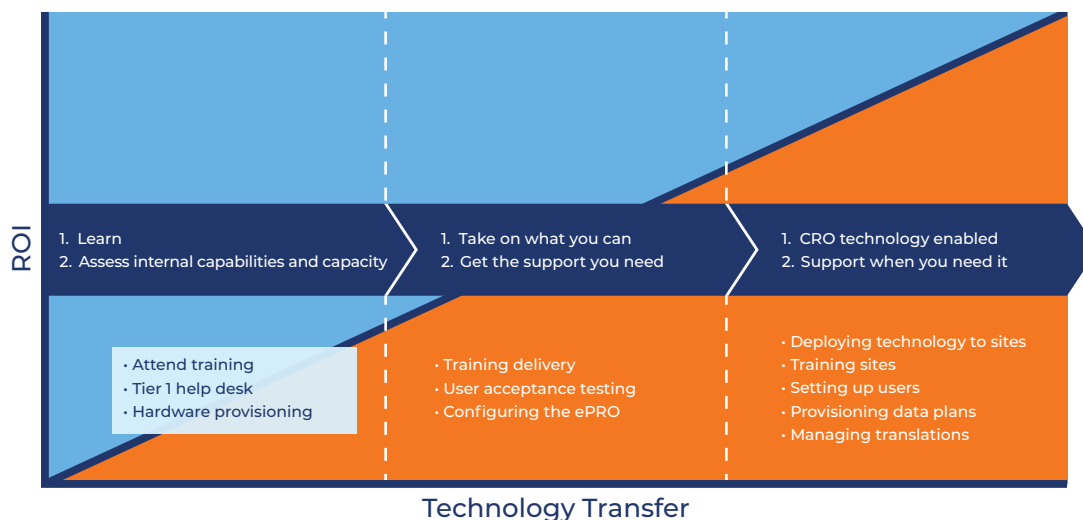 ROI
1. Learn
2. Assess internal capabilities and capacity
1. Take on what you can
2. Get the support you need
1. CRO technology enabled
2. Support when you need it
• Attend training
• Tier 1 help desk
• Hardware provisioning
• Training delivery
• User acceptance testing
• Configuring the ePRO
• Deploying technology to sites
• Training sites
• Setting up users
• Provisioning data plans
• Managing translations
Technology Transfer